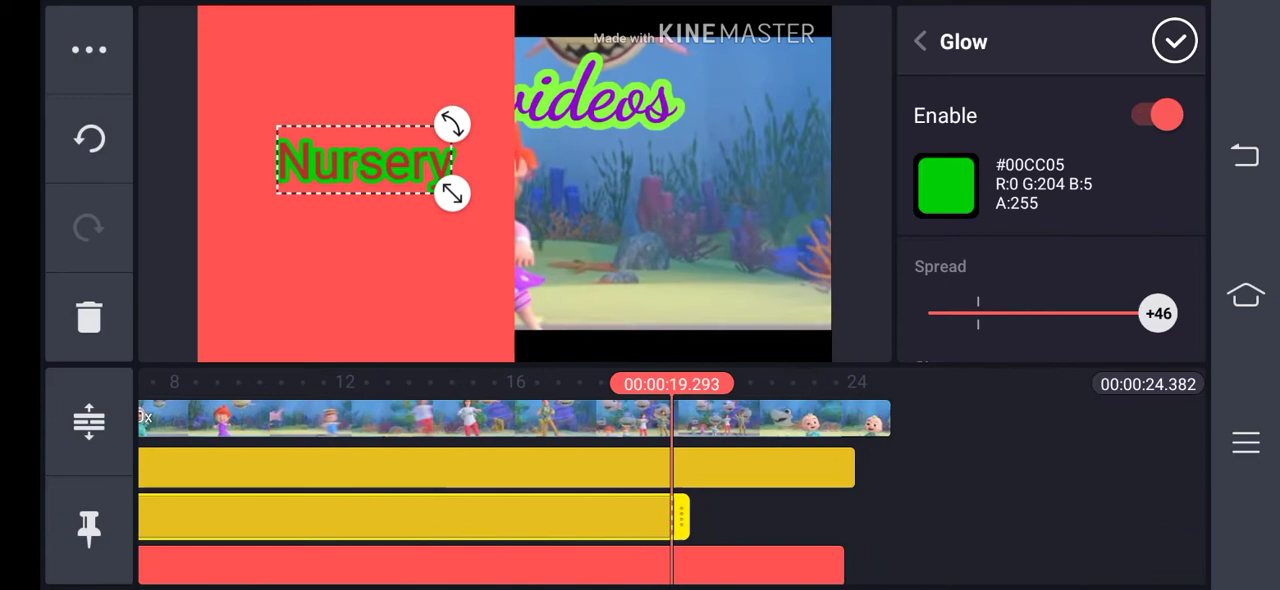 Made with KINEMASTER
videos
Nursery
Glow
Enable
#00CC05
R:0 G:204 B:5
A:255
Spread
+46
8 12 16 00:00:19.293 24 00:00:24.382
0x